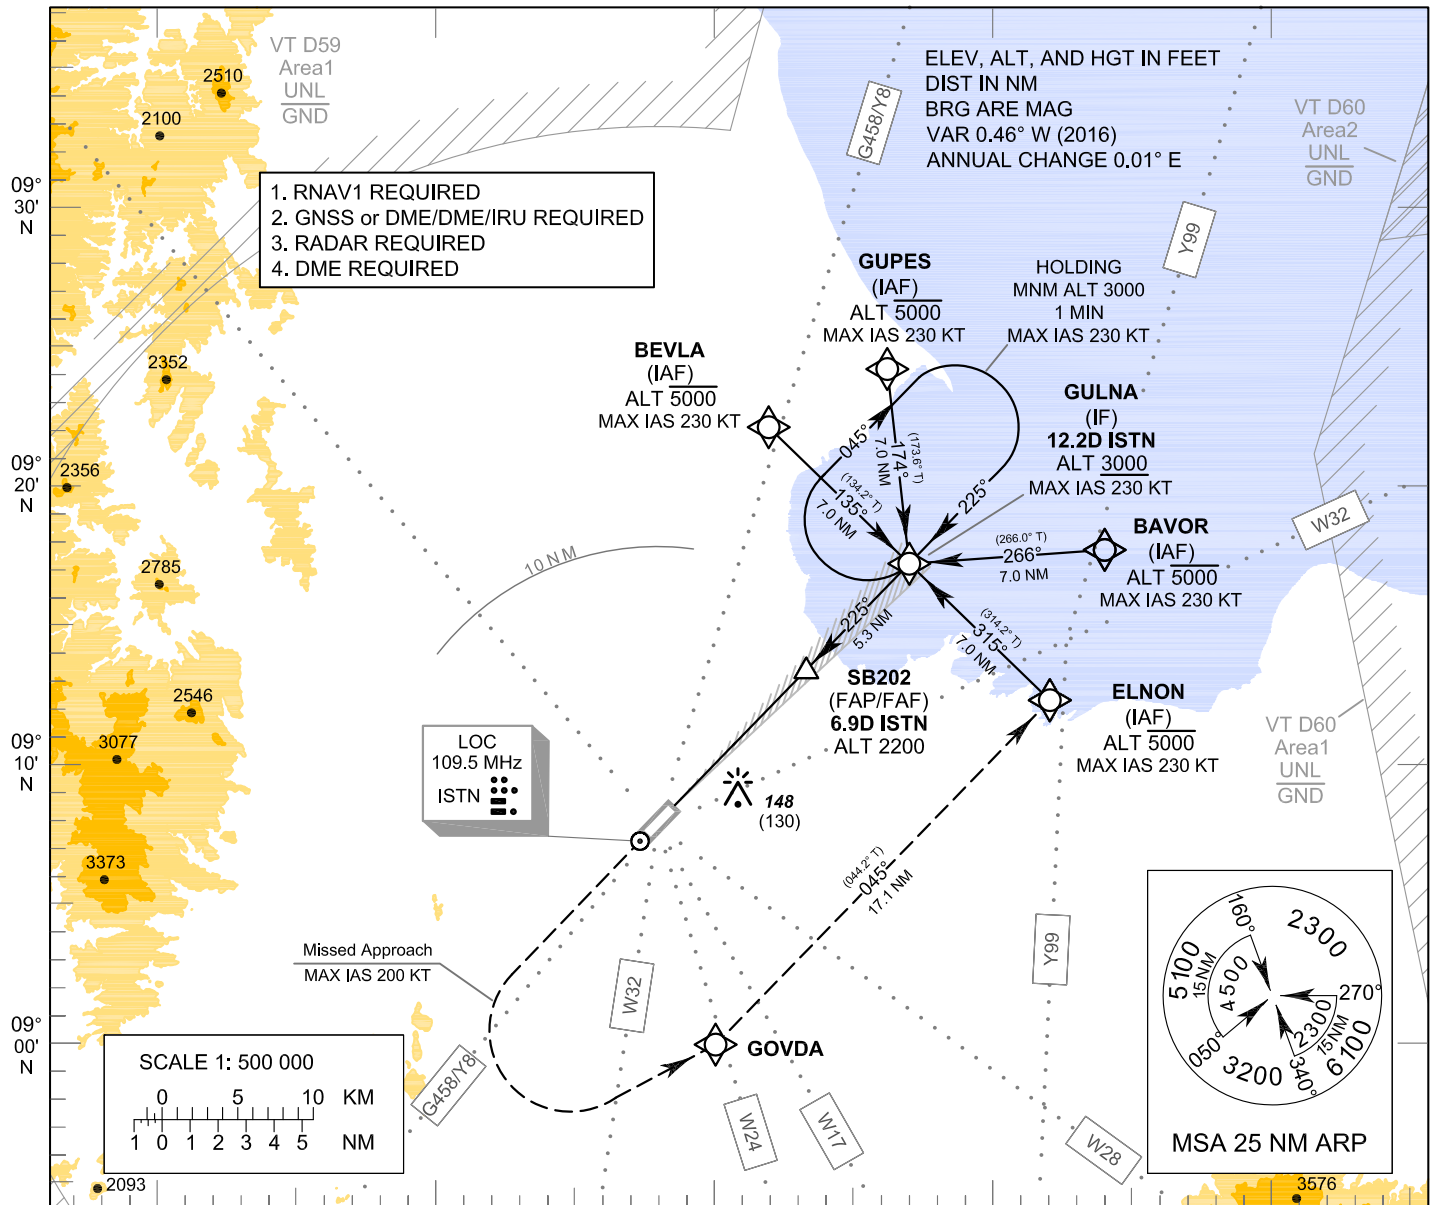 VT D59
Area1
UNL
GND
2510
2100
ELEV, ALT, AND HGT IN FEET
DIST IN NM
BRG ARE MAG
VAR 0.46° W (2016)
ANNUAL CHANGE 0.01° E
G458/Y8
VT D60
Area2
UNL
GND
09°
30'
N
1. RNAV1 REQUIRED
2. GNSS or DME/DME/IRU REQUIRED
3. RADAR REQUIRED
4. DME REQUIRED
Y99
GUPES
(IAF)
ALT 5000
MAX IAS 230 KT
HOLDING
MNM ALT 3000
1 MIN
MAX IAS 230 KT
BEVLA
(IAF)
ALT 5000
MAX IAS 230 KT
2352
GULNA
(IF)
12.2D ISTN
ALT 3000
MAX IAS 230 KT
045°
(173.6° T)
174°
7.0 NM
225°
(134.2° T)
135°
7.0 NM
09°
20'
N
2356
W32
BAVOR
(IAF)
ALT 5000
MAX IAS 230 KT
(266.0° T)
266°
7.0 NM
10 NM
2785
225°
5.3 NM
(314.2° T)
315°
7.0 NM
SB202
(FAP/FAF)
6.9D ISTN
ALT 2200
ELNON
(IAF)
ALT 5000
MAX IAS 230 KT
2546
3077
09°
10'
N
LOC
109.5 MHz
ISTN
VT D60
Area1
UNL
GND
148
(130)
3373
(044.2° T)
045°
17.1 NM
Missed Approach
MAX IAS 200 KT
W32
Y99
160°
2300
5100
15 NM
4500
270°
2300
15 NM
6100
050°
3200
340°
MSA 25 NM ARP
09°
00'
N
GOVDA
SCALE 1: 500 000
0 5 10 KM
1 0 1 2 3 4 5 NM
G458/Y8
W24
W17
W28
2093
3576